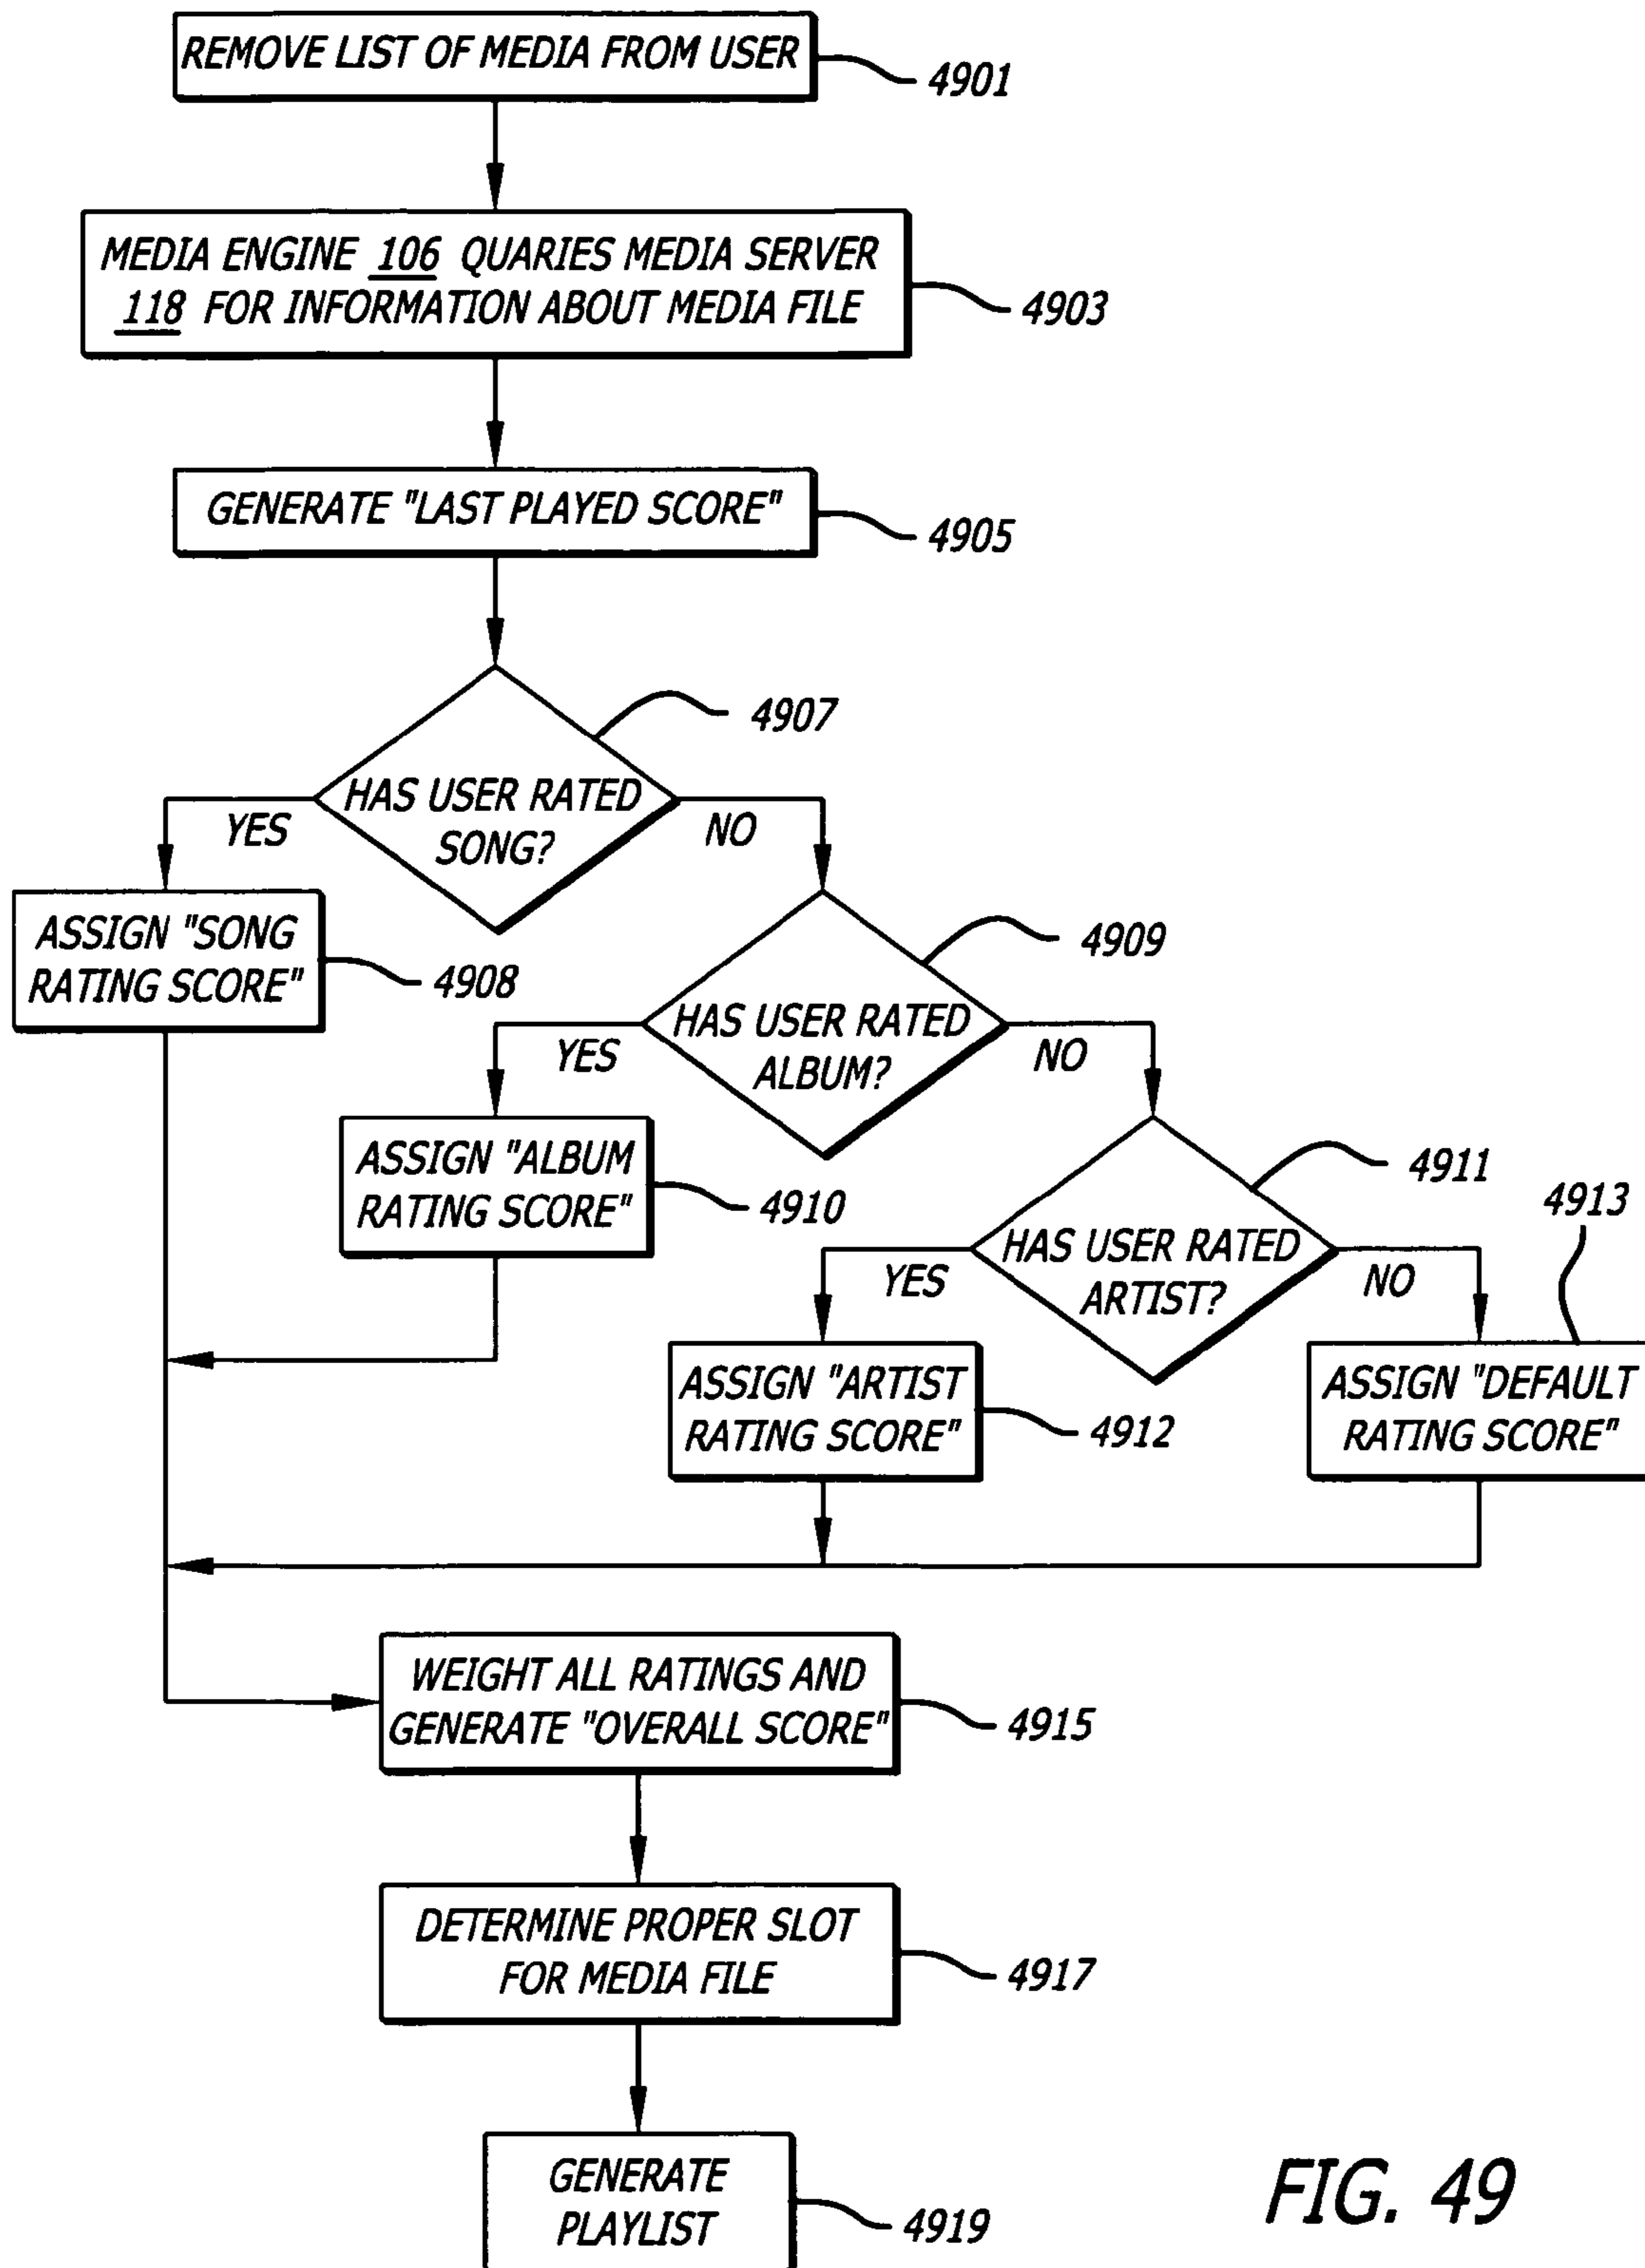 REMOVE LIST OF MEDIA FROM USER
4901
MEDIA ENGINE 106 QUARIES MEDIA SERVER
118 FOR INFORMATION ABOUT MEDIA FILE
4903
GENERATE "LAST PLAYED SCORE"
4905
4907
HAS USER RATED
SONG?
YES
NO
ASSIGN "SONG
RATING SCORE"
4908
4909
HAS USER RATED
ALBUM?
YES
NO
ASSIGN "ALBUM
RATING SCORE"
4910
4911
4913
HAS USER RATED
ARTIST?
YES
NO
ASSIGN "ARTIST
RATING SCORE"
4912
ASSIGN "DEFAULT
RATING SCORE"
WEIGHT ALL RATINGS AND
GENERATE "OVERALL SCORE"
4915
DETERMINE PROPER SLOT
FOR MEDIA FILE
4917
GENERATE
PLAYLIST
4919
FIG. 49